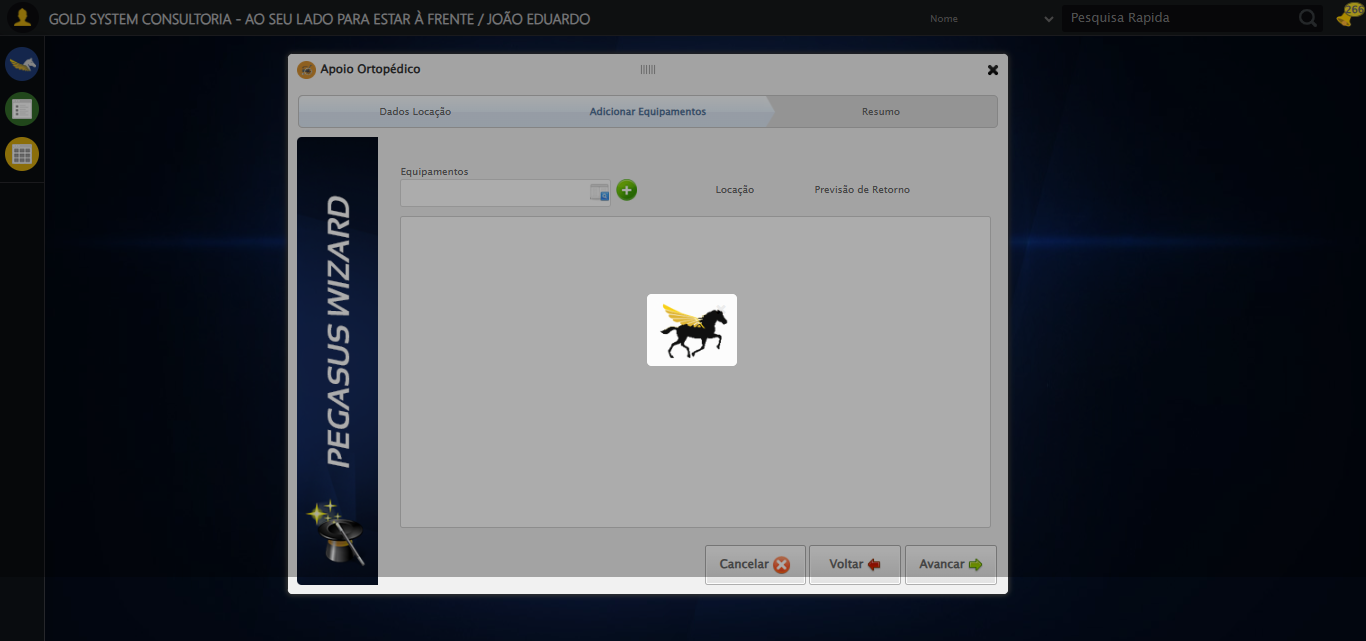 GOLD SYSTEM CONSULTORIA - AO SEU LADO PARA ESTAR À FRENTE / JOÃO EDUARDO
Nome
Pesquisa Rapida
266
Apoio Ortopédico
Dados Locação
Adicionar Equipamentos
Resumo
PEGASUS WIZARD
Equipamentos
Locação
Previsão de Retorno
Cancelar
Voltar
Avancar